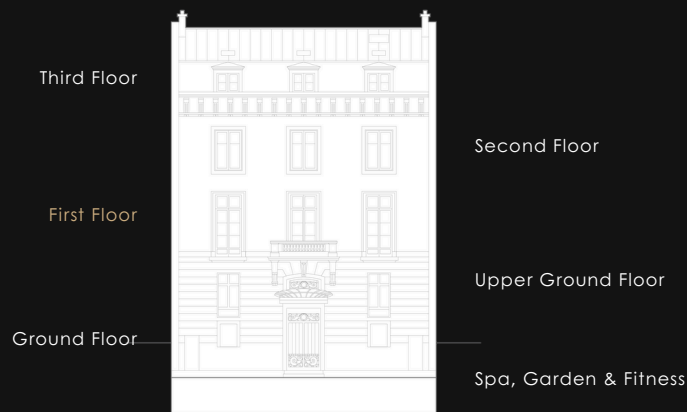 Third Floor
Second Floor
First Floor
Upper Ground Floor
Ground Floor
Spa, Garden & Fitness